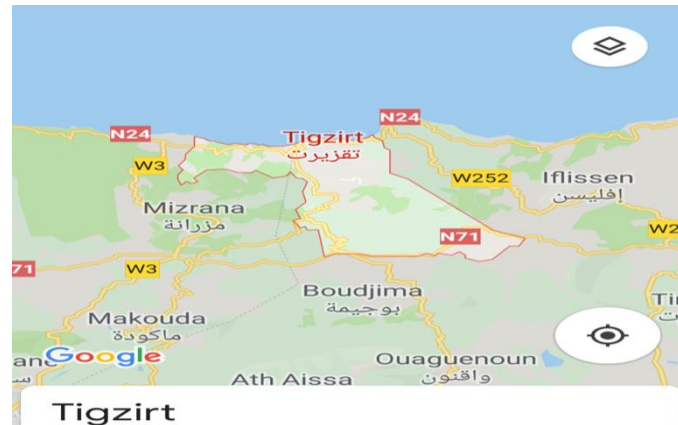 N24
N24
Tigzirt
تقزيرت
W3
W252
Iflissen
إفليسن
Mizrana
مزرانة
N71
W2
71
W3
Boudjima
بوجيمة
Makouda
ماكودة
Google
Ouaguenoun
واقنون
Ath Aissa
Tigzirt